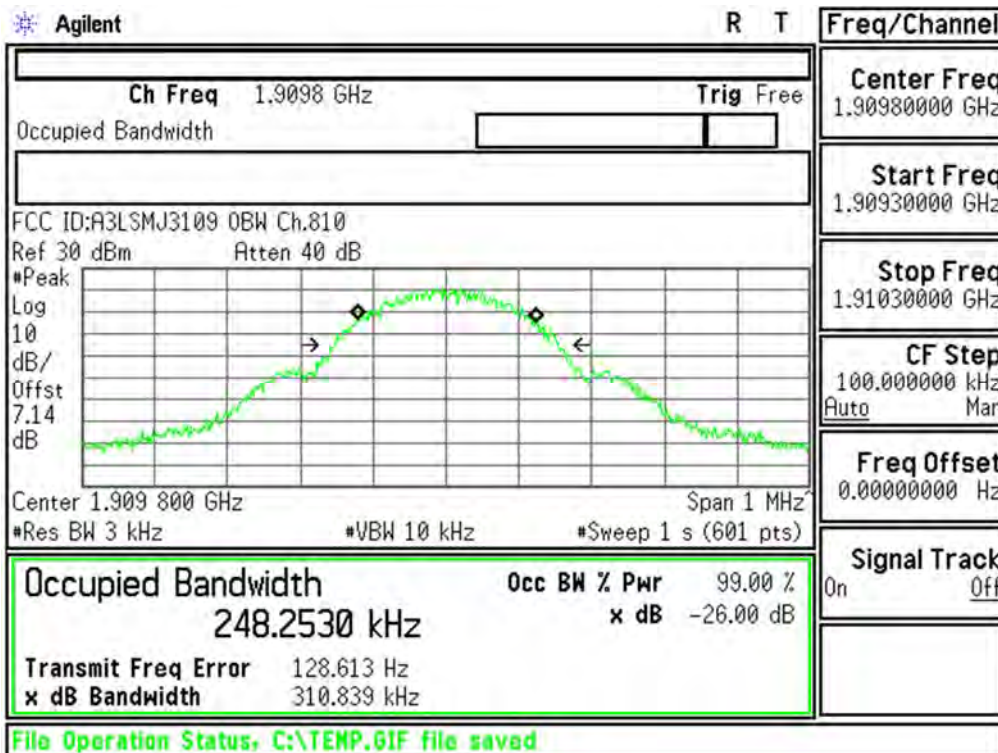 Agilent R T
Ch Freq 1.9098 GHz Trig Free
Occupied Bandwidth
FCC ID:A3LSMJ3109 OBW Ch.810
Ref 30 dBm Atten 40 dB
#Peak
Log
10
dB/
Offst
7.14
dB
Center 1.909 800 GHz Span 1 MHz^
#Res BW 3 kHz #VBW 10 kHz #Sweep 1 s (601 pts)
Occupied Bandwidth
248.2530 kHz
Occ BW % Pwr 99.00 %
x dB -26.00 dB
Transmit Freq Error 128.613 Hz
x dB Bandwidth 310.839 kHz
File Operation Status, C:\TEMP.GIF file saved
Freq/Channel
Center Freq
1.90980000 GHz
Start Freq
1.90930000 GHz
Stop Freq
1.91030000 GHz
CF Step
100.000000 kHz
Auto Man
Freq Offset
0.00000000 Hz
Signal Track
On Off